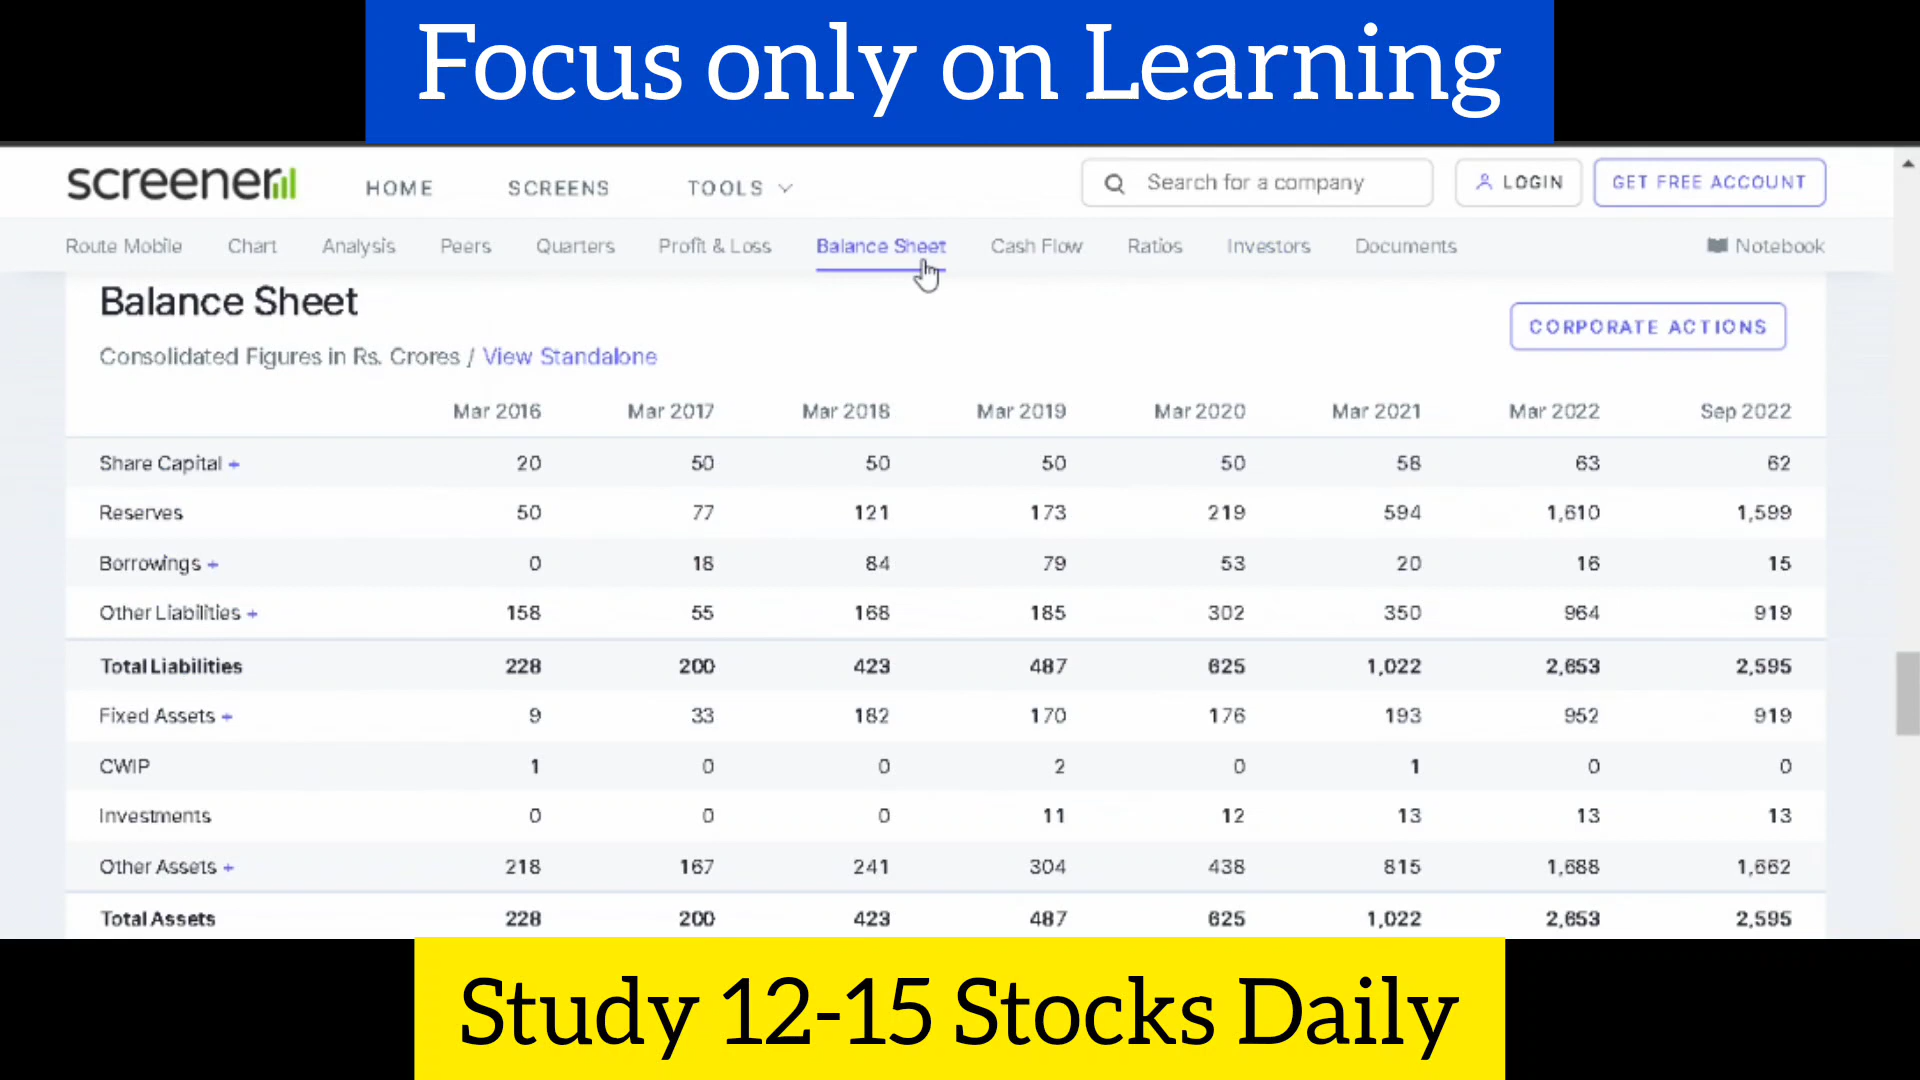 Focus only on Learning
screener HOME SCREENS TOOLS Search for a company LOGIN GET FREE ACCOUNT
Route Mobile Chart Analysis Peers Quarters Profit & Loss Balance Sheet Cash Flow Ratios Investors Documents Notebook
Balance Sheet
CORPORATE ACTIONS
Consolidated Figures in Rs. Crores / View Standalone
Mar 2016 Mar 2017 Mar 2018 Mar 2019 Mar 2020 Mar 2021 Mar 2022 Sep 2022
Share Capital + 20 50 50 50 50 58 63 62
Reserves 50 77 121 173 219 594 1,610 1,599
Borrowings + 0 18 84 79 53 20 16 15
Other Liabilities + 158 55 168 185 302 350 964 919
Total Liabilities 228 200 423 487 625 1,022 2,653 2,595
Fixed Assets + 9 33 182 170 176 193 952 919
CWIP 1 0 0 2 0 1 0 0
Investments 0 0 0 11 12 13 13 13
Other Assets + 218 167 241 304 438 815 1,688 1,662
Total Assets 228 200 423 487 625 1,022 2,653 2,595
Study 12-15 Stocks Daily